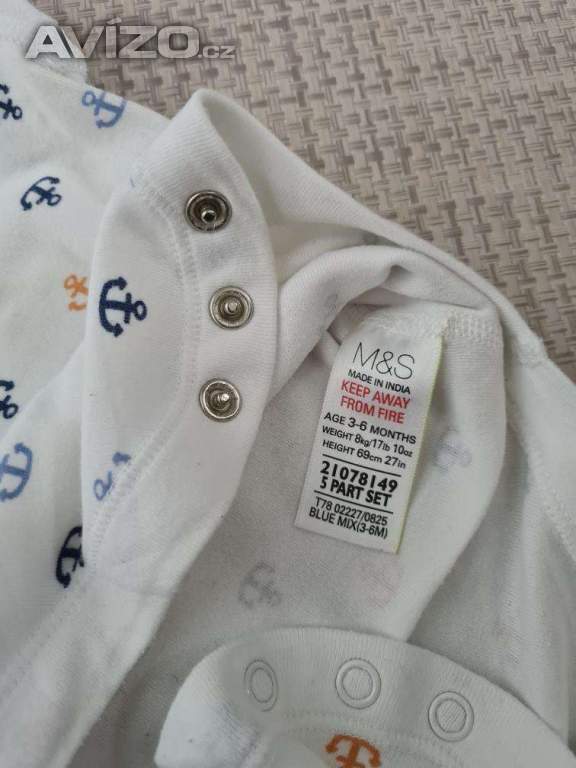 AVÍZO.cz
M&S
MADE IN INDIA
KEEP AWAY
FROM FIRE
AGE 3-6 MONTHS
WEIGHT 8kg/17lb 10oz
HEIGHT 69cm 27in
21078149
5 PART SET
T78 02227/0825
BLUE MIX(3-6M)